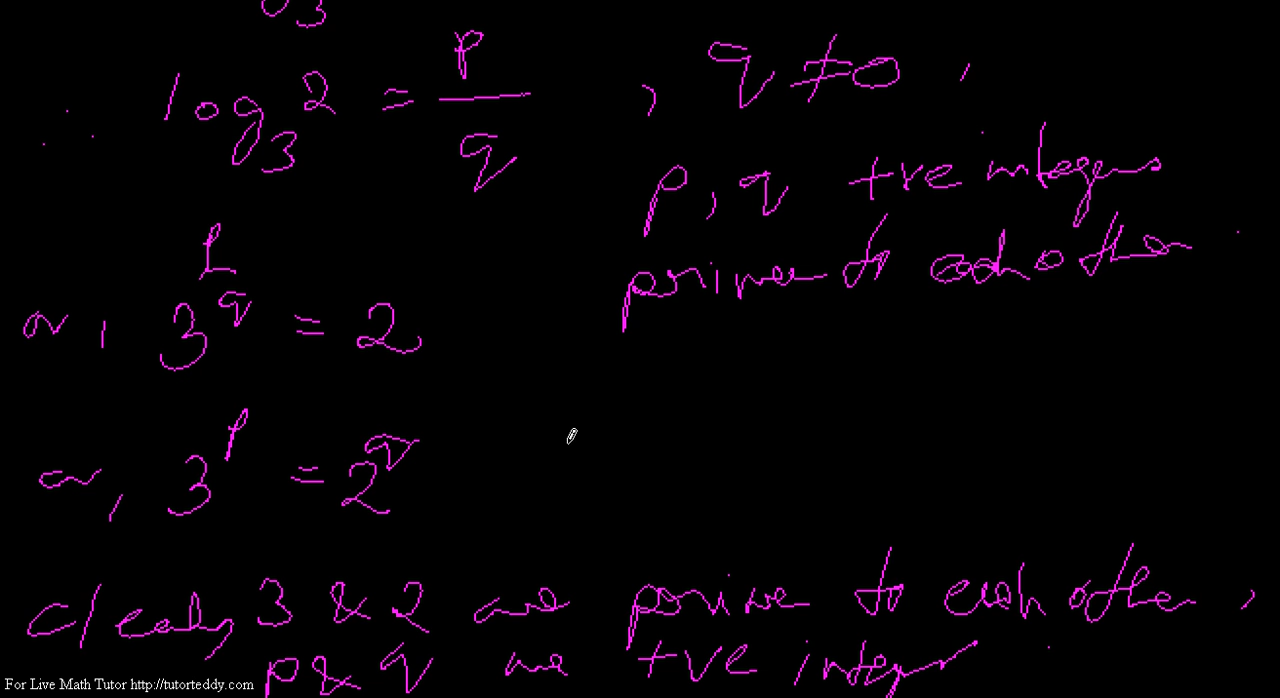 ∴ log₃2 = p/q , q ≠ 0 ,
p, q +ve integers
prime to each other
or, 3^(p/q) = 2
or, 3^p = 2^q
Clearly 3 & 2 are prime to each other ,
p & q are +ve integer
For Live Math Tutor http://tutorteddy.com